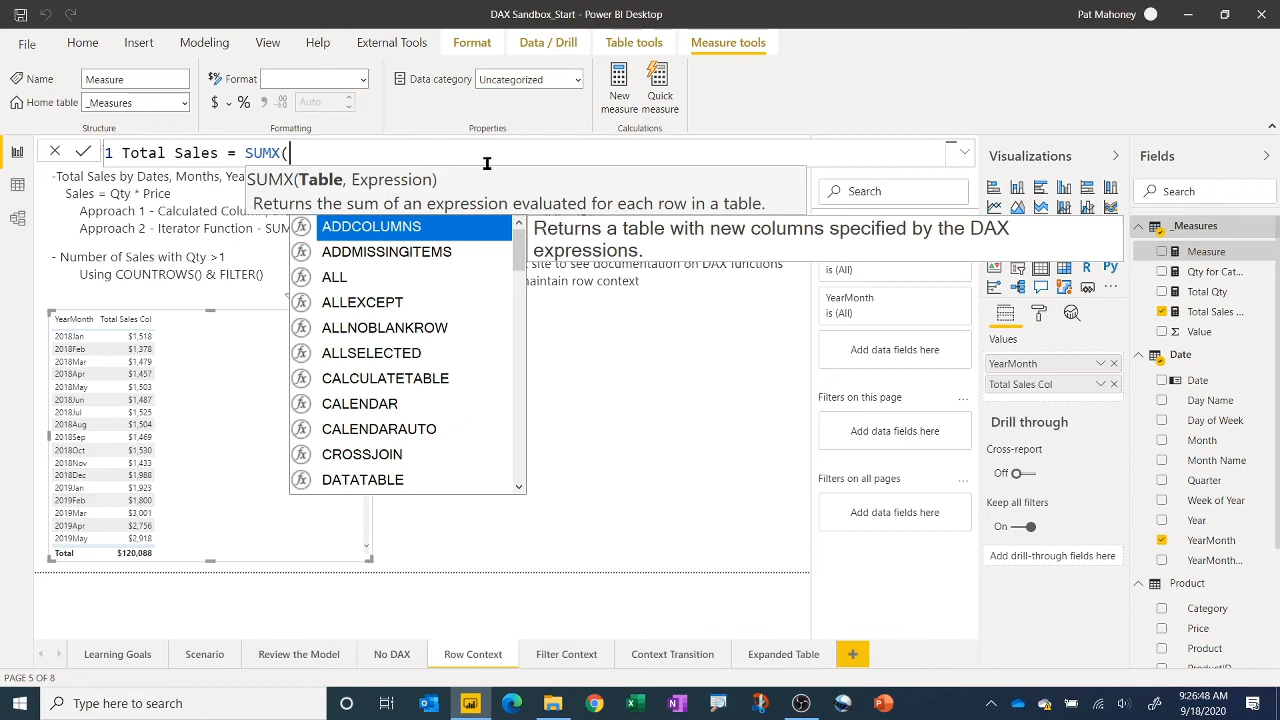 DAX Sandbox_Start - Power BI Desktop
Pat Mahoney
File
Home
Insert
Modeling
View
Help
External Tools
Format
Data / Drill
Table tools
Measure tools
Name
Measure
Home table
_Measures
Structure
Format
$
%
Auto
Formatting
Data category
Uncategorized
Properties
New
measure
Quick
measure
Calculations
1 Total Sales = SUMX(
SUMX(Table, Expression)
Returns the sum of an expression evaluated for each row in a table.
ADDCOLUMNS
ADDMISSINGITEMS
ALL
ALLEXCEPT
ALLNOBLANKROW
ALLSELECTED
CALCULATETABLE
CALENDAR
CALENDARAUTO
CROSSJOIN
DATATABLE
Returns a table with new columns specified by the DAX
expressions.
-Total Sales by Dates, Months, Yea
Sales = Qty * Price
Approach 1 - Calculated Column,
Approach 2 - Iterator Function - SUM
- Number of Sales with Qty >1
Using COUNTROWS() & FILTER()
site to see documentation on DAX functions
maintain row context
YearMonth Total Sales Col
2018Jan $1,518
2018Feb $1,378
2018Mar $1,479
2018Apr $1,457
2018May $1,503
2018Jun $1,487
2018Jul $1,525
2018Aug $1,504
2018Sep $1,469
2018Oct $1,530
2018Nov $1,433
2018Dec $1,988
2019Jan $1,923
2019Feb $1,800
2019Mar $3,001
2019Apr $2,756
2019May $2,918
Total $120,088
Search
is (All)
YearMonth
is (All)
Add data fields here
Filters on this page
...
Add data fields here
Filters on all pages
...
Add data fields here
Visualizations
R
Py
...
Values
YearMonth
Total Sales Col
Drill through
Cross-report
Off
Keep all filters
On
Add drill-through fields here
Fields
Search
_Measures
Measure
Qty for Cat...
Total Qty
Total Sales ...
Value
Date
Date
Day Name
Day of Week
Month
Month Name
Quarter
Week of Year
Year
YearMonth
YearMonth...
Product
Category
Price
Product
ProductID
Learning Goals
Scenario
Review the Model
No DAX
Row Context
Filter Context
Context Transition
Expanded Table
PAGE 5 OF 8
Type here to search
9:26:48 AM
9/18/2020